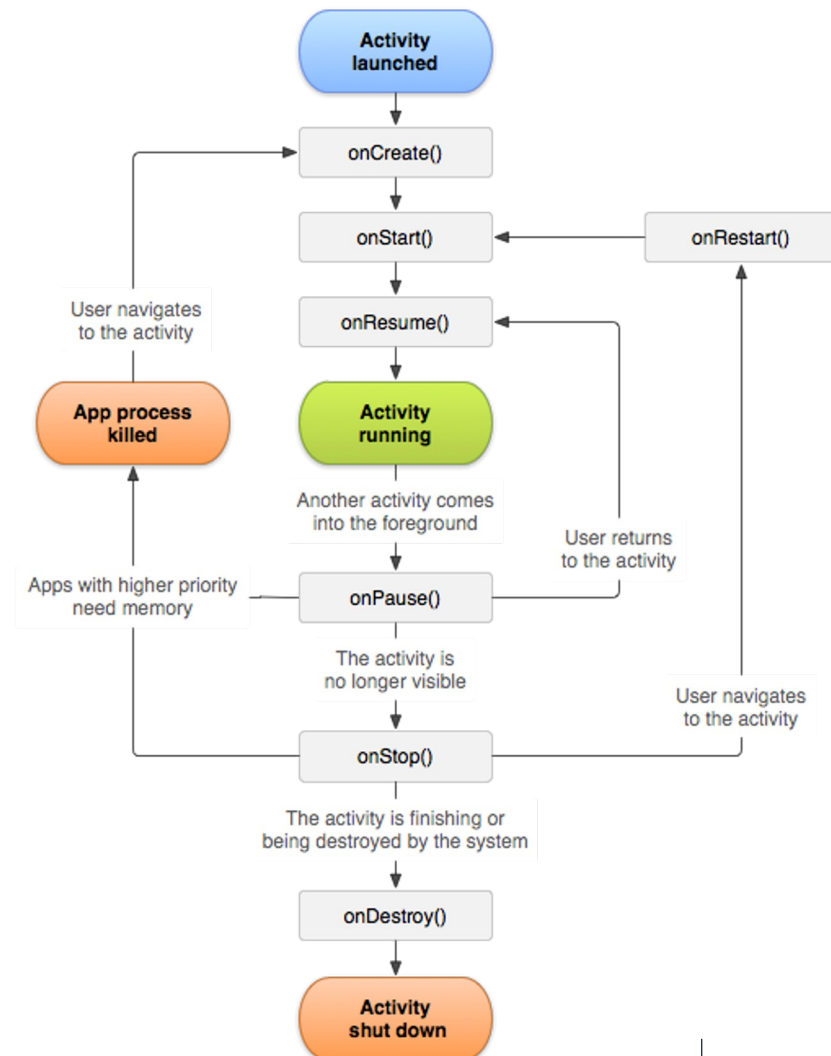 Activity
launched
onCreate()
onStart()
onRestart()
User navigates
to the activity
onResume()
App process
killed
Activity
running
Another activity comes
into the foreground
User returns
to the activity
Apps with higher priority
need memory
onPause()
The activity is
no longer visible
User navigates
to the activity
onStop()
The activity is finishing or
being destroyed by the system
onDestroy()
Activity
shut down